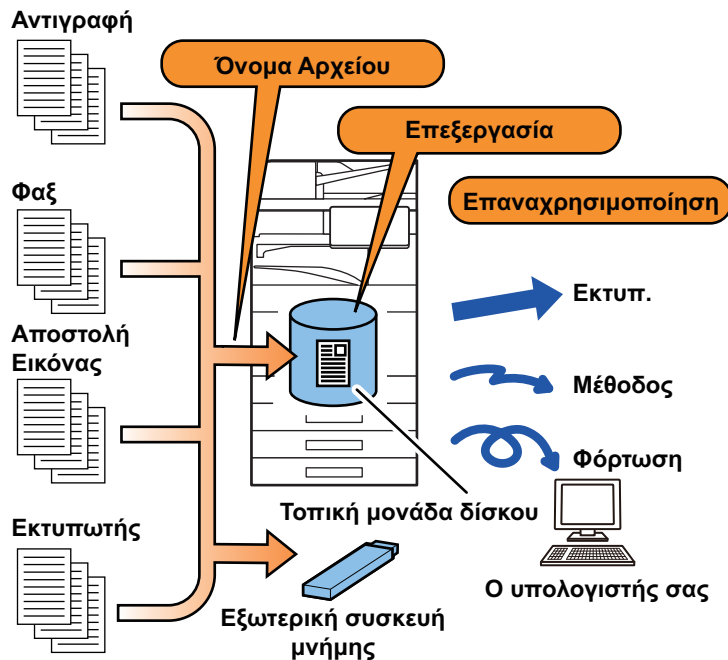 Αντιγραφή
Όνομα Αρχείου
Επεξεργασία
Φαξ
Επαναχρησιμοποίηση
Εκτυπ.
Αποστολή
Εικόνας
Μέθοδος
Φόρτωση
Τοπική μονάδα δίσκου
Εκτυπωτής
Ο υπολογιστής σας
Εξωτερική συσκευή
μνήμης